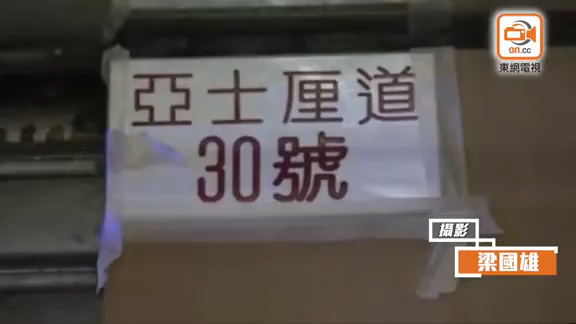 亞士厘道
30號
on.cc
東網電視
攝影
梁國雄